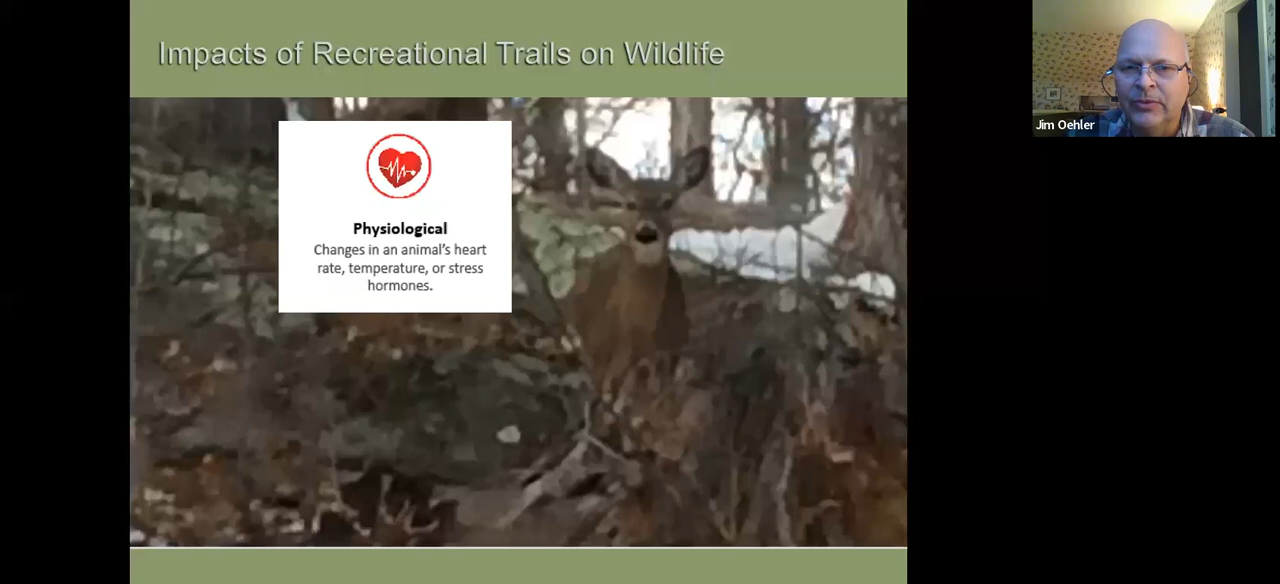 Impacts of Recreational Trails on Wildlife
Jim Oehler
Physiological
Changes in an animal's heart
rate, temperature, or stress
hormones.